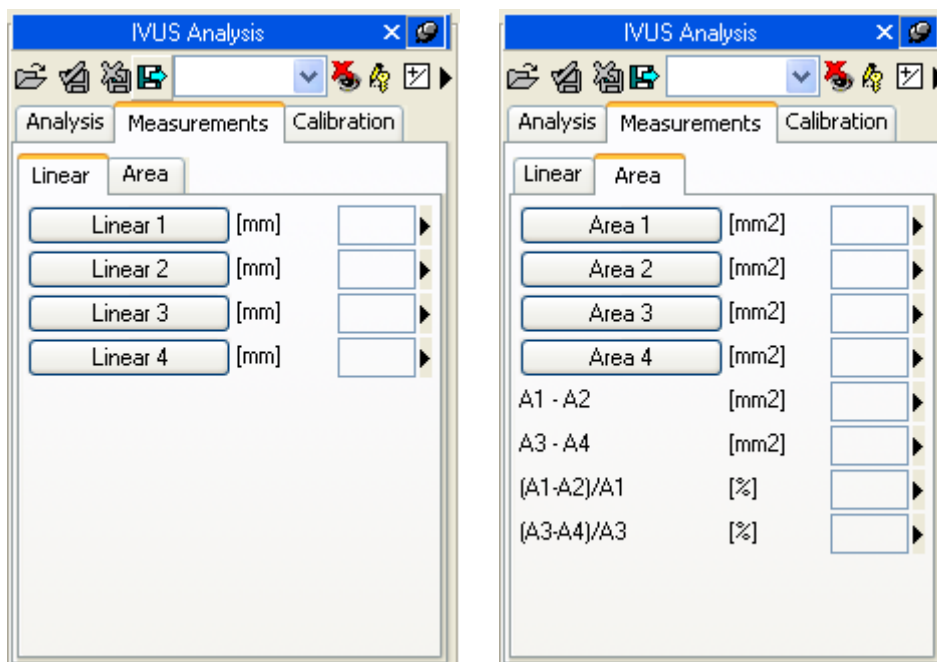 IVUS Analysis
Analysis Measurements Calibration
Linear Area
Linear 1 [mm]
Linear 2 [mm]
Linear 3 [mm]
Linear 4 [mm]
IVUS Analysis
Analysis Measurements Calibration
Linear Area
Area 1 [mm2]
Area 2 [mm2]
Area 3 [mm2]
Area 4 [mm2]
A1 - A2 [mm2]
A3 - A4 [mm2]
(A1-A2)/A1 [%]
(A3-A4)/A3 [%]